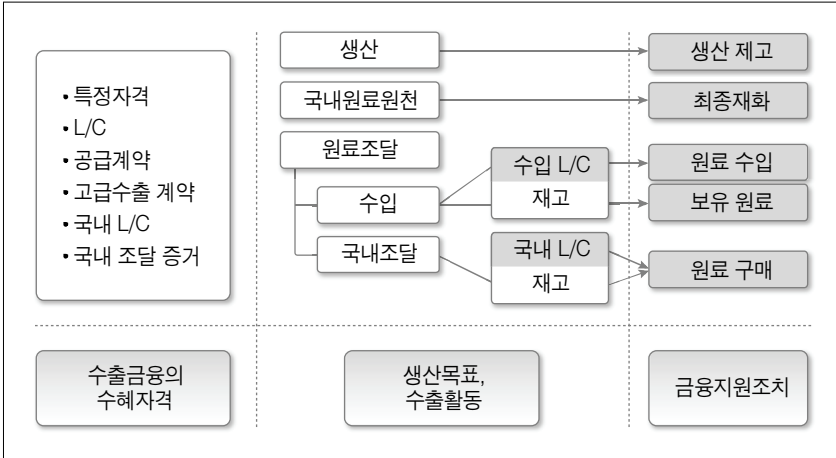 • 특정자격
• L/C
• 공급계약
• 고급수출 계약
• 국내 L/C
• 국내 조달 증거
수출금융의
수혜자격
생산
국내원료원천
원료조달
수입
국내조달
수입 L/C
재고
국내 L/C
재고
생산목표,
수출활동
생산 제고
최종재화
원료 수입
보유 원료
원료 구매
금융지원조치